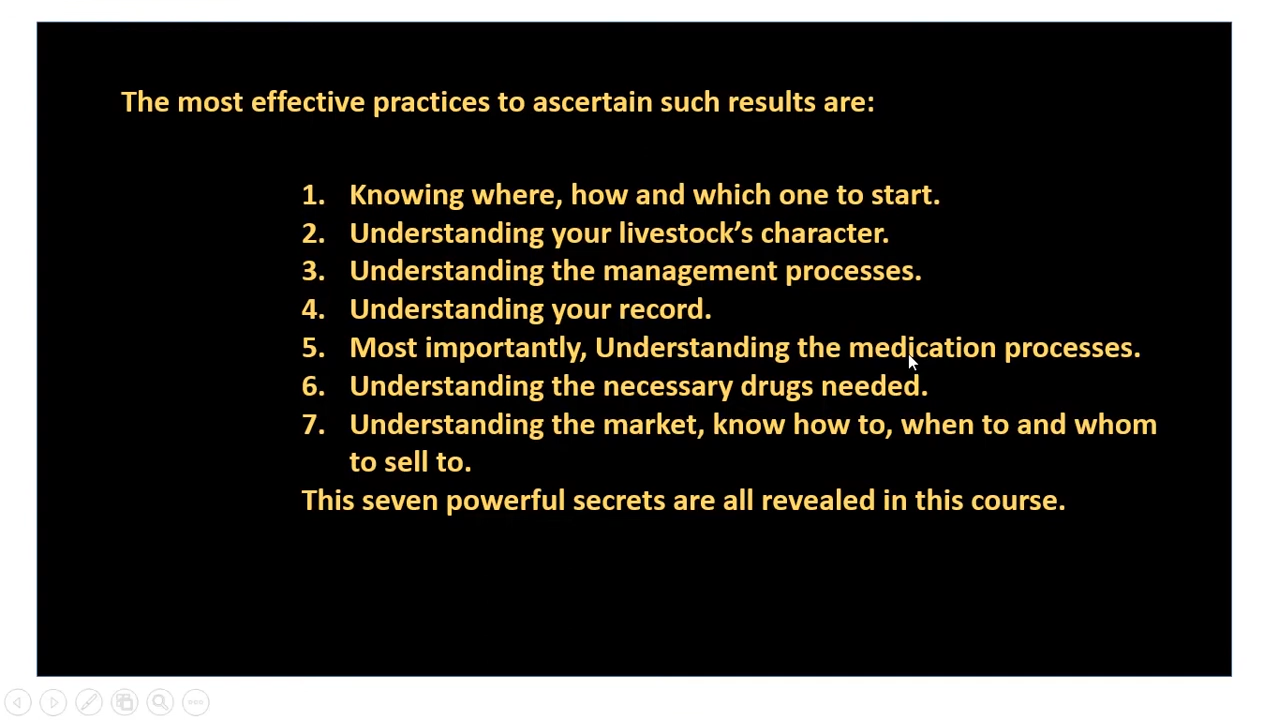 The most effective practices to ascertain such results are:
1. Knowing where, how and which one to start.
2. Understanding your livestock’s character.
3. Understanding the management processes.
4. Understanding your record.
5. Most importantly, Understanding the medication processes.
6. Understanding the necessary drugs needed.
7. Understanding the market, know how to, when to and whom
to sell to.
This seven powerful secrets are all revealed in this course.